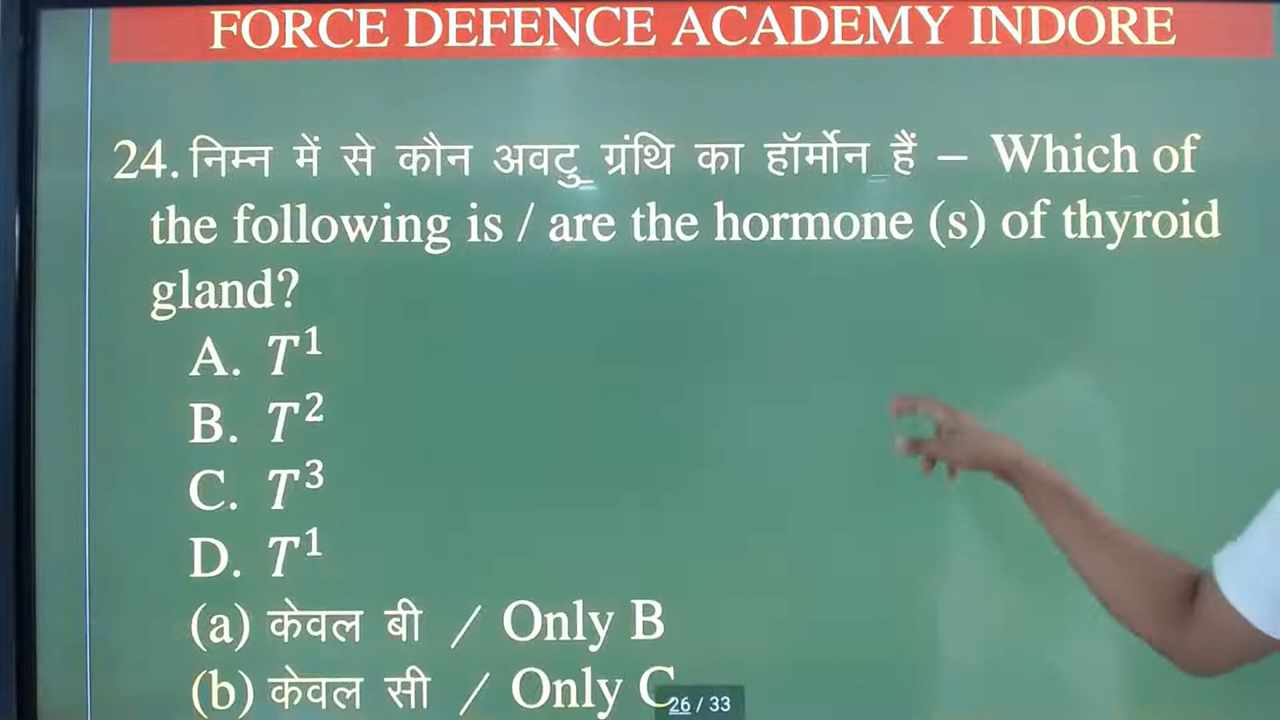 FORCE DEFENCE ACADEMY INDORE
24. निम्न में से कौन अवटु ग्रंथि का हॉर्मोन हैं – Which of
the following is / are the hormone (s) of thyroid
gland?
A. T¹
B. T²
C. T³
D. T¹
(a) केवल बी / Only B
(b) केवल सी / Only C
26 / 33